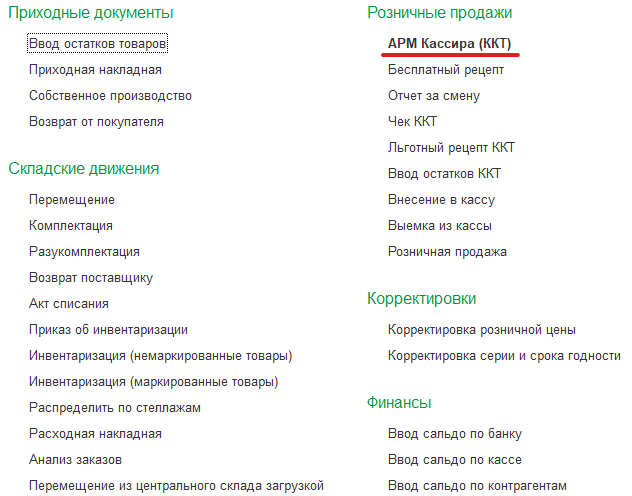 Приходные документы
Ввод остатков товаров
Приходная накладная
Собственное производство
Возврат от покупателя
Складские движения
Перемещение
Комплектация
Разукомплектация
Возврат поставщику
Акт списания
Приказ об инвентаризации
Инвентаризация (немаркированные товары)
Инвентаризация (маркированные товары)
Распределить по стеллажам
Расходная накладная
Анализ заказов
Перемещение из центрального склада загрузкой
Розничные продажи
АРМ Кассира (ККТ)
Бесплатный рецепт
Отчет за смену
Чек ККТ
Льготный рецепт ККТ
Ввод остатков ККТ
Внесение в кассу
Выемка из кассы
Розничная продажа
Корректировки
Корректировка розничной цены
Корректировка серии и срока годности
Финансы
Ввод сальдо по банку
Ввод сальдо по кассе
Ввод сальдо по контрагентам